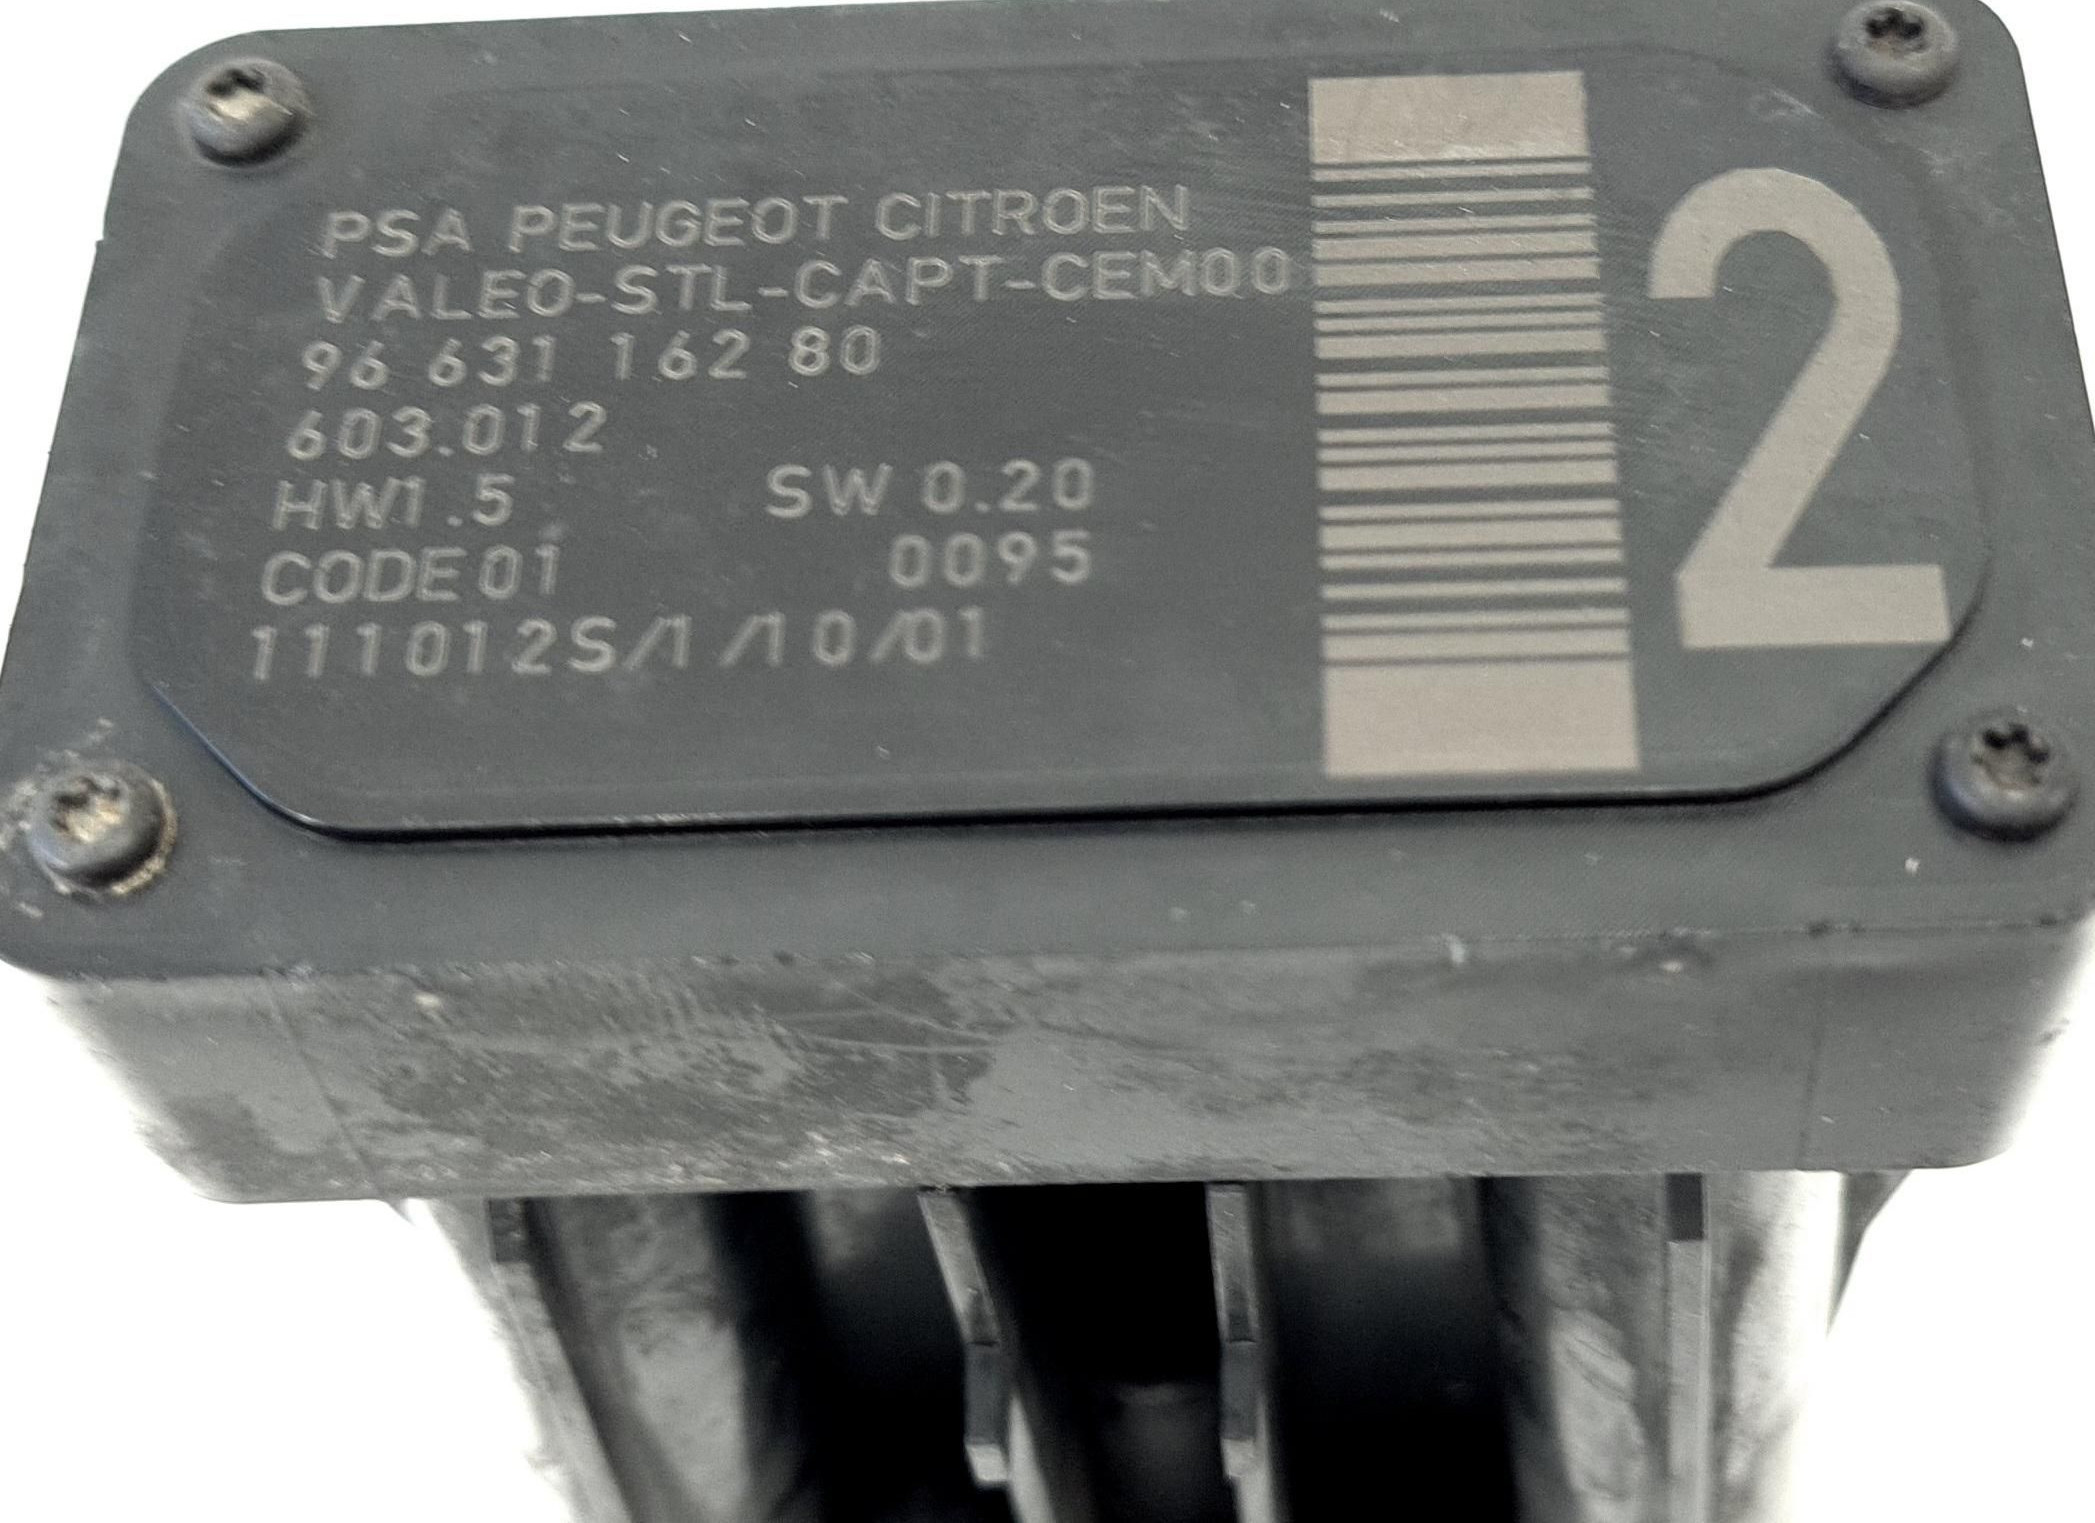 PSA PEUGEOT CITROEN
VALEO-STL-CAPT-CEM00
96 631 162 80
603.012
HW1.5 SW 0.20
CODE01 0095
111012S/1/10/01
2